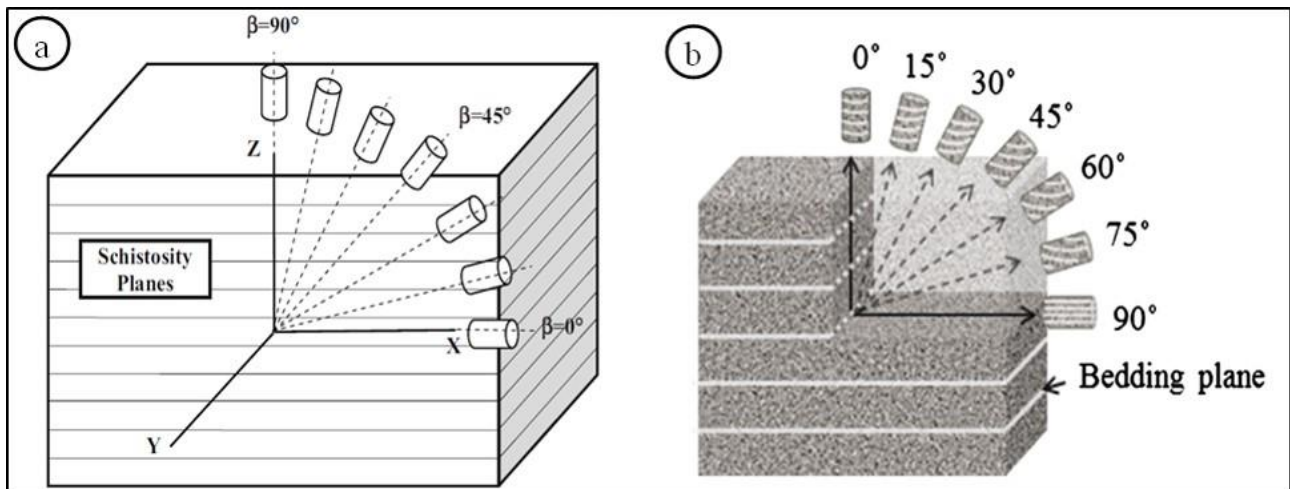 a
β=90°
β=45°
Z
Schistosity
Planes
X
β=0°
Y
b
0°
15°
30°
45°
60°
75°
90°
Bedding plane